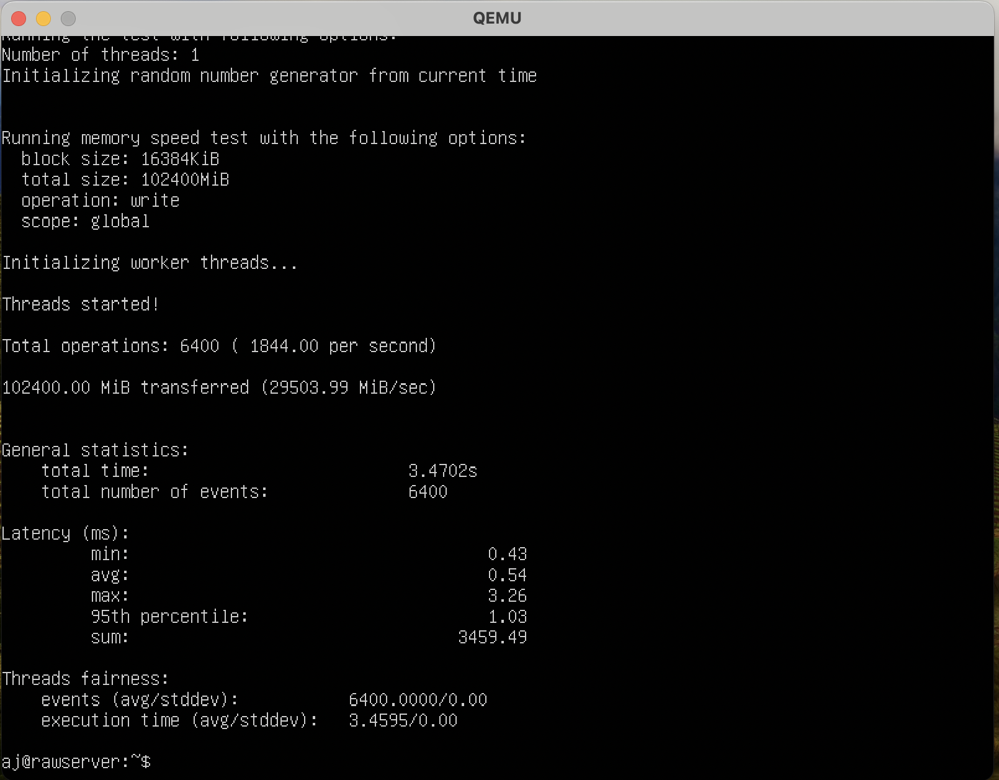 QEMU
Running the test with following options:
Number of threads: 1
Initializing random number generator from current time
Running memory speed test with the following options:
block size: 16384KiB
total size: 102400MiB
operation: write
scope: global
Initializing worker threads...
Threads started!
Total operations: 6400 ( 1844.00 per second)
102400.00 MiB transferred (29503.99 MiB/sec)
General statistics:
total time: 3.4702s
total number of events: 6400
Latency (ms):
min: 0.43
avg: 0.54
max: 3.26
95th percentile: 1.03
sum: 3459.49
Threads fairness:
events (avg/stddev): 6400.0000/0.00
execution time (avg/stddev): 3.4595/0.00
aj@rawserver:~$